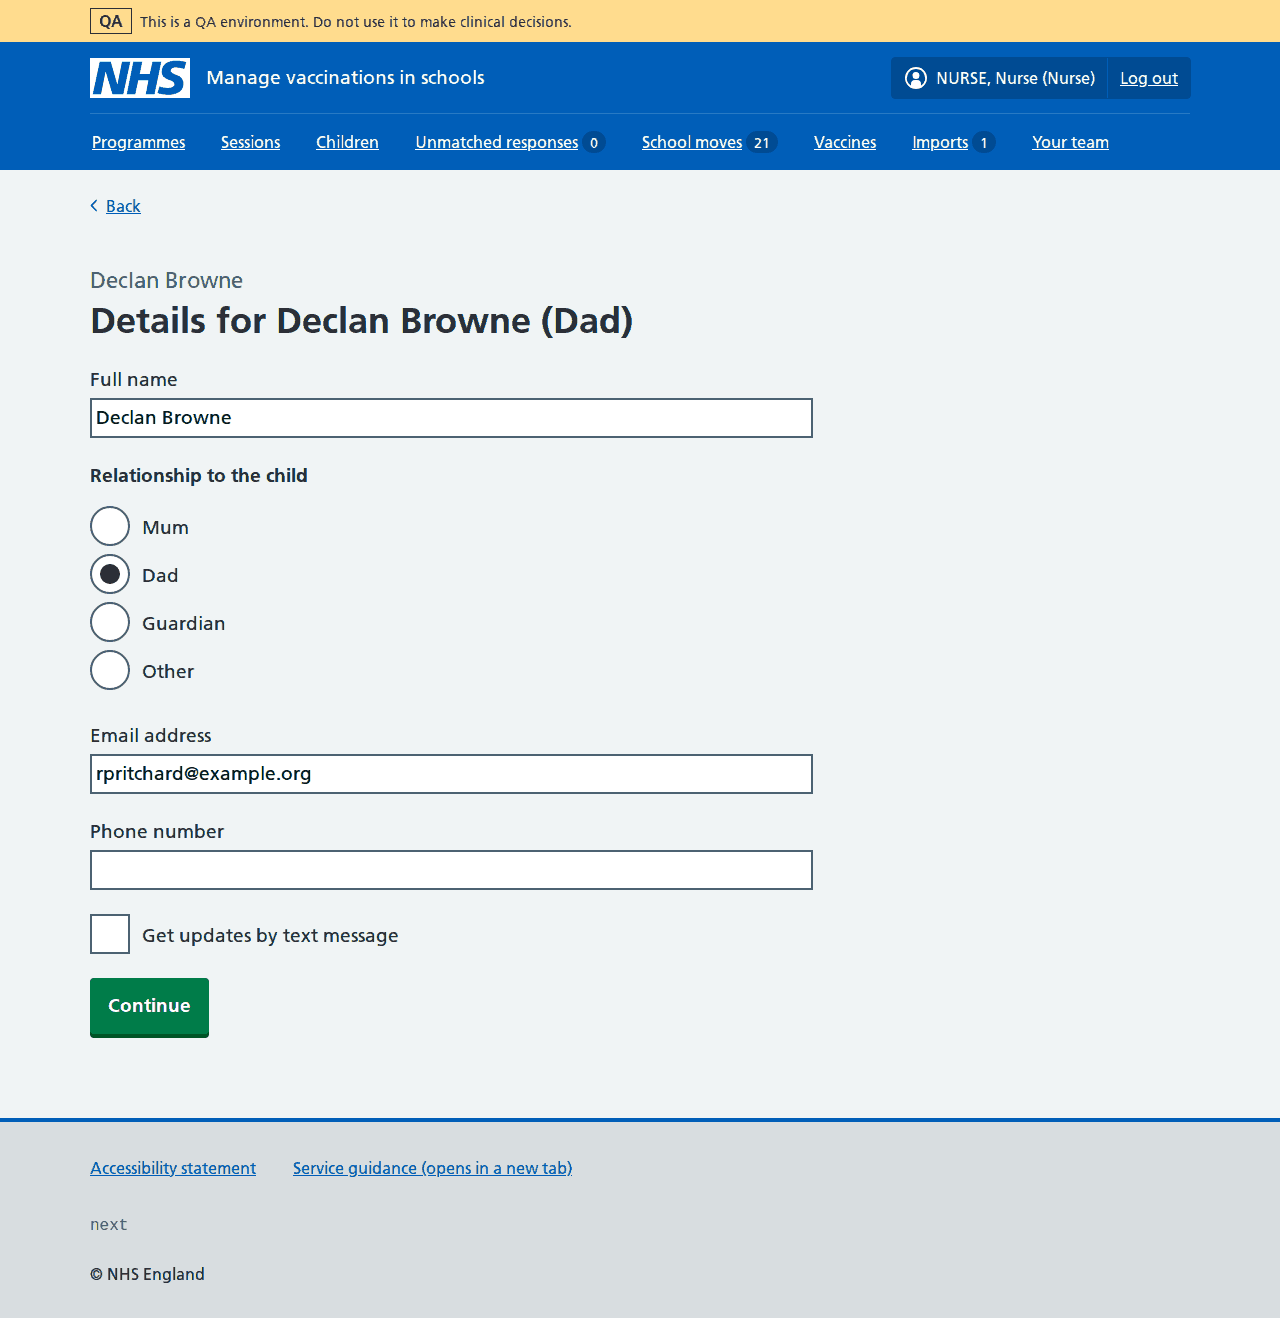 QA This is a QA environment. Do not use it to make clinical decisions.
NHS Manage vaccinations in schools NURSE, Nurse (Nurse) Log out
Programmes Sessions Children Unmatched responses 0 School moves 21 Vaccines Imports 1 Your team
Back
Declan Browne
Details for Declan Browne (Dad)
Full name
Declan Browne
Relationship to the child
Mum
Dad
Guardian
Other
Email address
rpritchard@example.org
Phone number
Get updates by text message
Continue
Accessibility statement Service guidance (opens in a new tab)
next
© NHS England